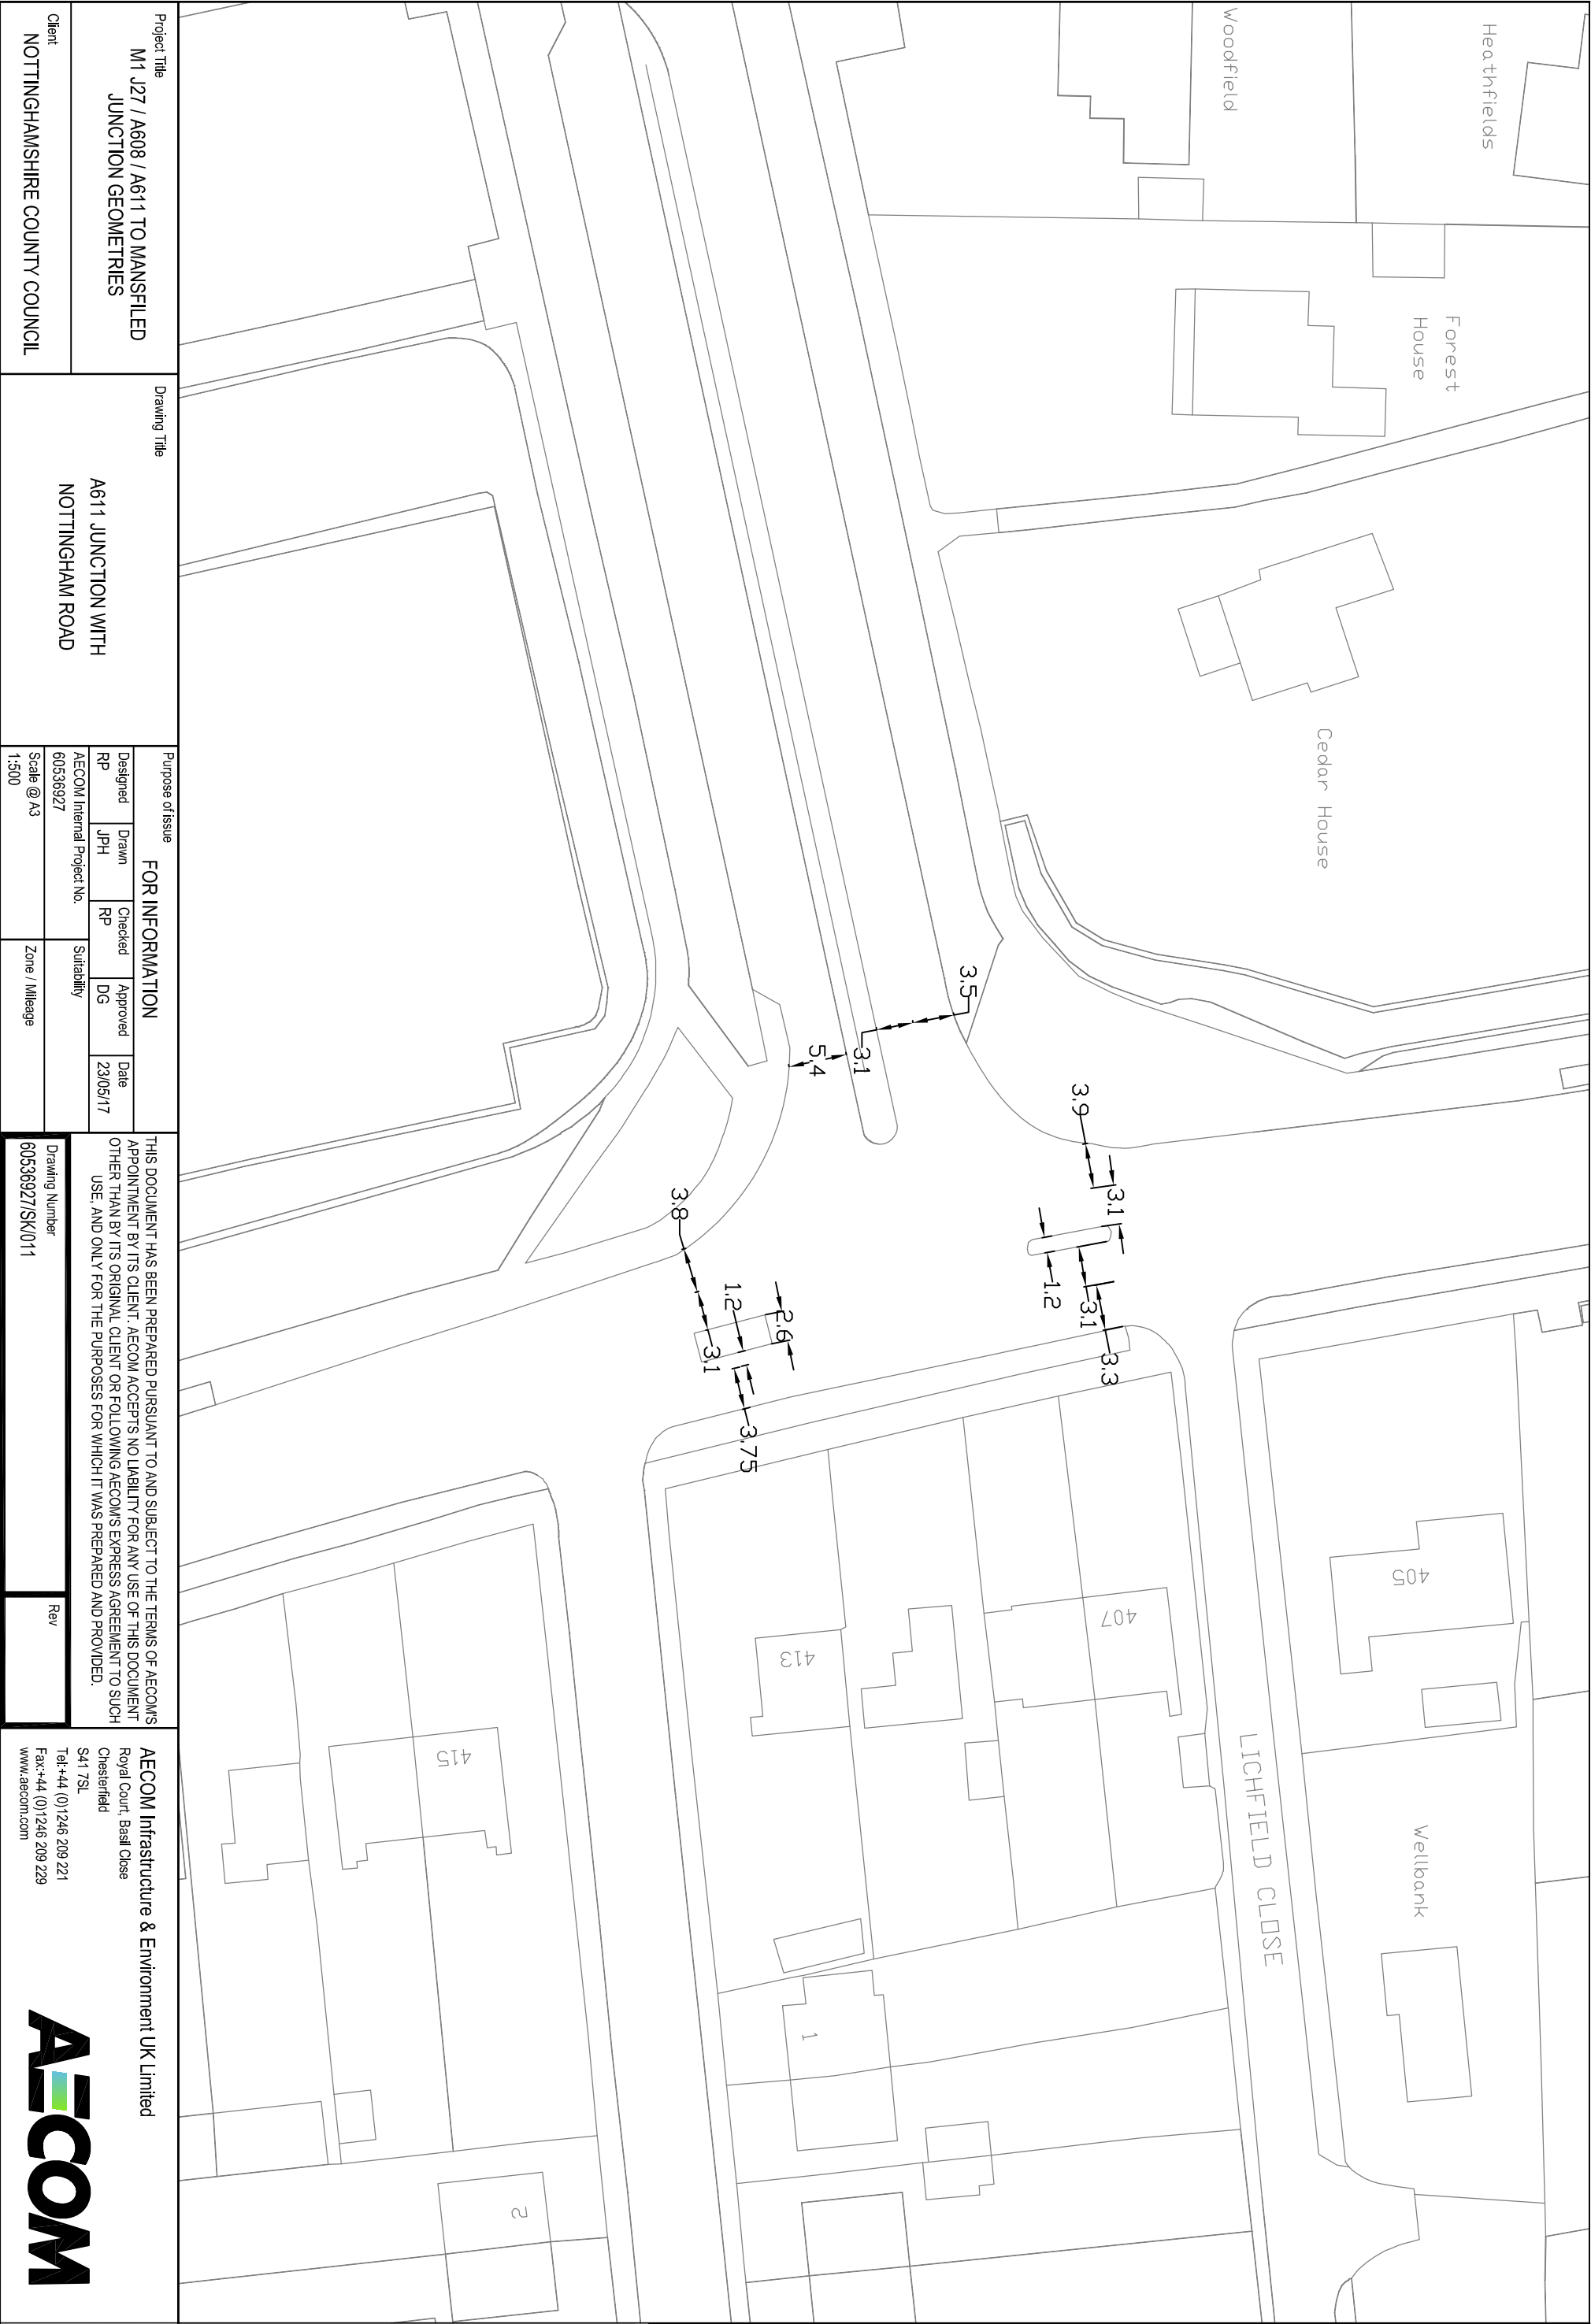 Heathfields
Woodfield
Forest
House
Cedar House
3.5
3.1
5.4
3.9
3.1
1.2
3.1
3.3
3.8
2.6
1.2
3.1
3.75
405
407
413
415
1
2
LICHFIELD CLOSE
Wellbank
Project Title
M1 J27 / A608 / A611 TO MANSFILED
JUNCTION GEOMETRIES
Client
NOTTINGHAMSHIRE COUNTY COUNCIL
Drawing Title
A611 JUNCTION WITH
NOTTINGHAM ROAD
Purpose of issue
FOR INFORMATION
Designed
RP
Drawn
JPH
Checked
RP
Approved
DG
Date
23/05/17
AECOM Internal Project No.
60536927
Suitability
Scale @ A3
1:500
Zone / Mileage
THIS DOCUMENT HAS BEEN PREPARED PURSUANT TO AND SUBJECT TO THE TERMS OF AECOM'S
APPOINTMENT BY ITS CLIENT. AECOM ACCEPTS NO LIABILITY FOR ANY USE OF THIS DOCUMENT
OTHER THAN BY ITS ORIGINAL CLIENT OR FOLLOWING AECOM'S EXPRESS AGREEMENT TO SUCH
USE, AND ONLY FOR THE PURPOSES FOR WHICH IT WAS PREPARED AND PROVIDED.
Drawing Number
60536927/SK/011
Rev
AECOM Infrastructure & Environment UK Limited
Royal Court, Basil Close
Chesterfield
S41 7SL
Tel:+44 (0)1246 209 221
Fax:+44 (0)1246 209 229
www.aecom.com
AECOM